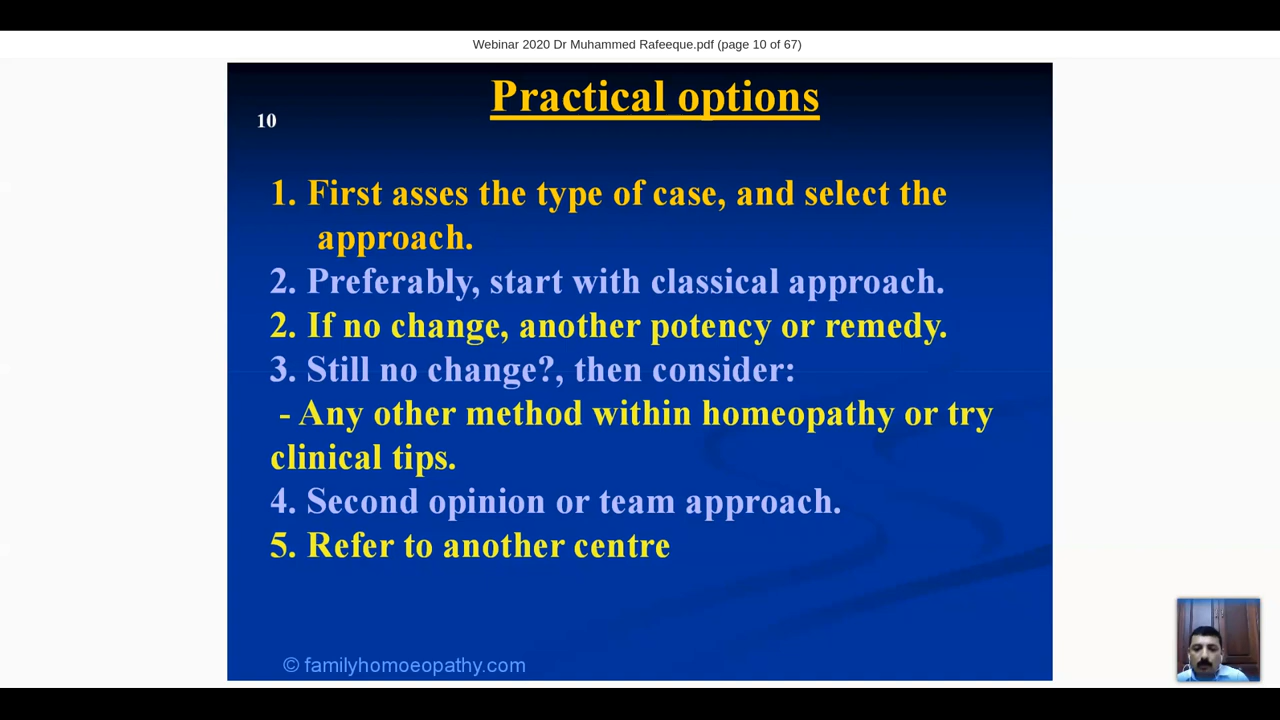 Webinar 2020 Dr Muhammed Rafeeque.pdf (page 10 of 67)
Practical options
10
1. First asses the type of case, and select the
approach.
2. Preferably, start with classical approach.
2. If no change, another potency or remedy.
3. Still no change?, then consider:
- Any other method within homeopathy or try
clinical tips.
4. Second opinion or team approach.
5. Refer to another centre
© familyhomoeopathy.com